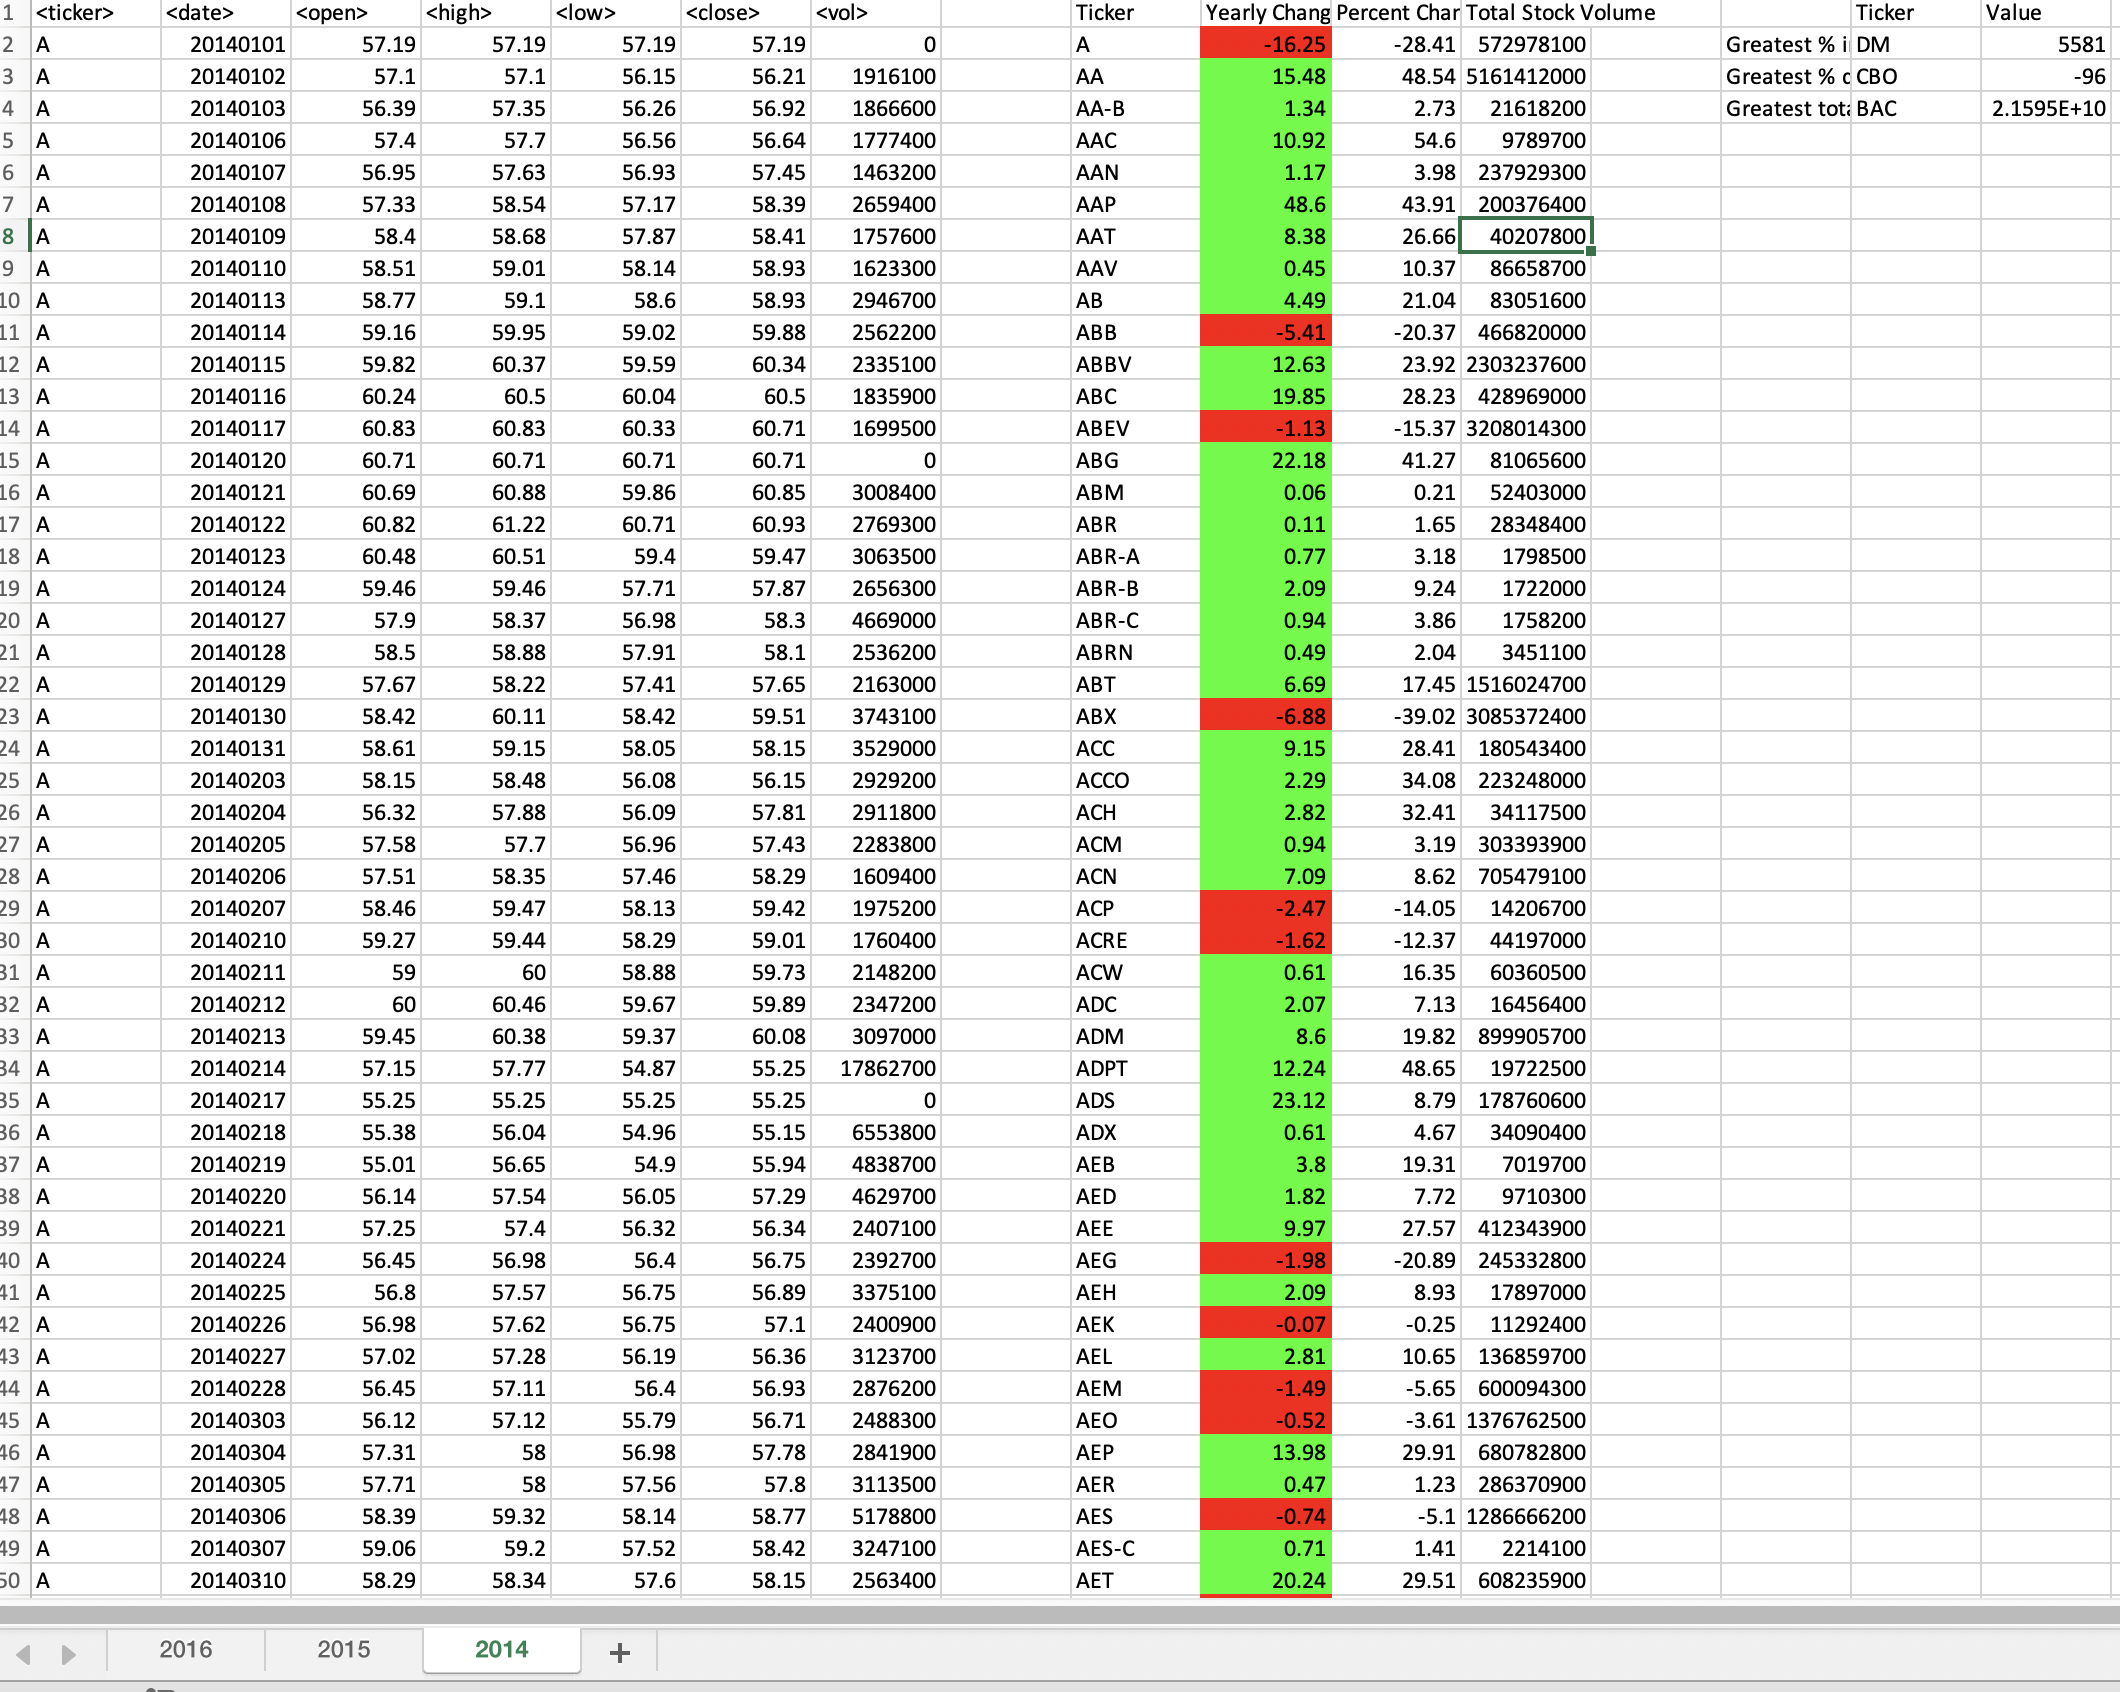 1 <ticker> <date> <open> <high> <low> <close> <vol> Ticker Yearly Chang Percent Char Total Stock Volume Ticker Value
2 A 20140101 57.19 57.19 57.19 57.19 0 A -16.25 -28.41 572978100 Greatest % i DM 5581
3 A 20140102 57.1 57.1 56.15 56.21 1916100 AA 15.48 48.54 5161412000 Greatest % d CBO -96
4 A 20140103 56.39 57.35 56.26 56.92 1866600 AA-B 1.34 2.73 21618200 Greatest tota BAC 2.1595E+10
5 A 20140106 57.4 57.7 56.56 56.64 1777400 AAC 10.92 54.6 9789700
6 A 20140107 56.95 57.63 56.93 57.45 1463200 AAN 1.17 3.98 237929300
7 A 20140108 57.33 58.54 57.17 58.39 2659400 AAP 48.6 43.91 200376400
8 A 20140109 58.4 58.68 57.87 58.41 1757600 AAT 8.38 26.66 40207800
9 A 20140110 58.51 59.01 58.14 58.93 1623300 AAV 0.45 10.37 86658700
10 A 20140113 58.77 59.1 58.6 58.93 2946700 AB 4.49 21.04 83051600
11 A 20140114 59.16 59.95 59.02 59.88 2562200 ABB -5.41 -20.37 466820000
12 A 20140115 59.82 60.37 59.59 60.34 2335100 ABBV 12.63 23.92 2303237600
13 A 20140116 60.24 60.5 60.04 60.5 1835900 ABC 19.85 28.23 428969000
14 A 20140117 60.83 60.83 60.33 60.71 1699500 ABEV -1.13 -15.37 3208014300
15 A 20140120 60.71 60.71 60.71 60.71 0 ABG 22.18 41.27 81065600
16 A 20140121 60.69 60.88 59.86 60.85 3008400 ABM 0.06 0.21 52403000
17 A 20140122 60.82 61.22 60.71 60.93 2769300 ABR 0.11 1.65 28348400
18 A 20140123 60.48 60.51 59.4 59.47 3063500 ABR-A 0.77 3.18 1798500
19 A 20140124 59.46 59.46 57.71 57.87 2656300 ABR-B 2.09 9.24 1722000
20 A 20140127 57.9 58.37 56.98 58.3 4669000 ABR-C 0.94 3.86 1758200
21 A 20140128 58.5 58.88 57.91 58.1 2536200 ABRN 0.49 2.04 3451100
22 A 20140129 57.67 58.22 57.41 57.65 2163000 ABT 6.69 17.45 1516024700
23 A 20140130 58.42 60.11 58.42 59.51 3743100 ABX -6.88 -39.02 3085372400
24 A 20140131 58.61 59.15 58.05 58.15 3529000 ACC 9.15 28.41 180543400
25 A 20140203 58.15 58.48 56.08 56.15 2929200 ACCO 2.29 34.08 223248000
26 A 20140204 56.32 57.88 56.09 57.81 2911800 ACH 2.82 32.41 34117500
27 A 20140205 57.58 57.7 56.96 57.43 2283800 ACM 0.94 3.19 303393900
28 A 20140206 57.51 58.35 57.46 58.29 1609400 ACN 7.09 8.62 705479100
29 A 20140207 58.46 59.47 58.13 59.42 1975200 ACP -2.47 -14.05 14206700
30 A 20140210 59.27 59.44 58.29 59.01 1760400 ACRE -1.62 -12.37 44197000
31 A 20140211 59 60 58.88 59.73 2148200 ACW 0.61 16.35 60360500
32 A 20140212 60 60.46 59.67 59.89 2347200 ADC 2.07 7.13 16456400
33 A 20140213 59.45 60.38 59.37 60.08 3097000 ADM 8.6 19.82 899905700
34 A 20140214 57.15 57.77 54.87 55.25 17862700 ADPT 12.24 48.65 19722500
35 A 20140217 55.25 55.25 55.25 55.25 0 ADS 23.12 8.79 178760600
36 A 20140218 55.38 56.04 54.96 55.15 6553800 ADX 0.61 4.67 34090400
37 A 20140219 55.01 56.65 54.9 55.94 4838700 AEB 3.8 19.31 7019700
38 A 20140220 56.14 57.54 56.05 57.29 4629700 AED 1.82 7.72 9710300
39 A 20140221 57.25 57.4 56.32 56.34 2407100 AEE 9.97 27.57 412343900
40 A 20140224 56.45 56.98 56.4 56.75 2392700 AEG -1.98 -20.89 245332800
41 A 20140225 56.8 57.57 56.75 56.89 3375100 AEH 2.09 8.93 17897000
42 A 20140226 56.98 57.62 56.75 57.1 2400900 AEK -0.07 -0.25 11292400
43 A 20140227 57.02 57.28 56.19 56.36 3123700 AEL 2.81 10.65 136859700
44 A 20140228 56.45 57.11 56.4 56.93 2876200 AEM -1.49 -5.65 600094300
45 A 20140303 56.12 57.12 55.79 56.71 2488300 AEO -0.52 -3.61 1376762500
46 A 20140304 57.31 58 56.98 57.78 2841900 AEP 13.98 29.91 680782800
47 A 20140305 57.71 58 57.56 57.8 3113500 AER 0.47 1.23 286370900
48 A 20140306 58.39 59.32 58.14 58.77 5178800 AES -0.74 -5.1 1286666200
49 A 20140307 59.06 59.2 57.52 58.42 3247100 AES-C 0.71 1.41 2214100
50 A 20140310 58.29 58.34 57.6 58.15 2563400 AET 20.24 29.51 608235900
2016 2015 2014 +